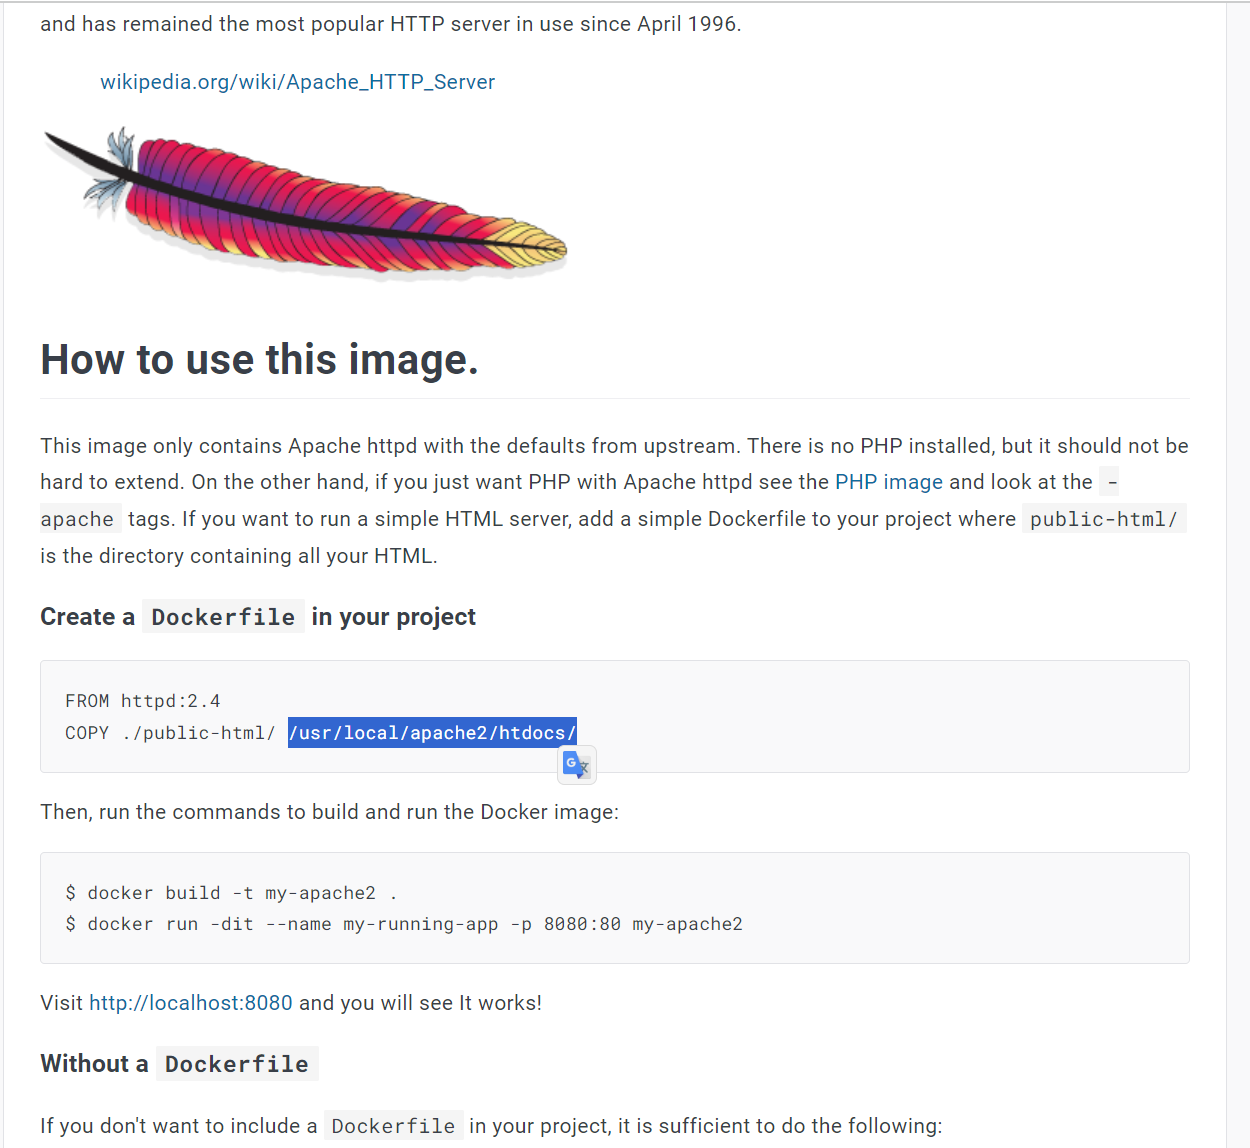 and has remained the most popular HTTP server in use since April 1996.
wikipedia.org/wiki/Apache_HTTP_Server
How to use this image.
This image only contains Apache httpd with the defaults from upstream. There is no PHP installed, but it should not be
hard to extend. On the other hand, if you just want PHP with Apache httpd see the PHP image and look at the -
apache tags. If you want to run a simple HTML server, add a simple Dockerfile to your project where public-html/
is the directory containing all your HTML.
Create a Dockerfile in your project
FROM httpd:2.4
COPY ./public-html/ /usr/local/apache2/htdocs/
Then, run the commands to build and run the Docker image:
$ docker build -t my-apache2 .
$ docker run -dit --name my-running-app -p 8080:80 my-apache2
Visit http://localhost:8080 and you will see It works!
Without a Dockerfile
If you don't want to include a Dockerfile in your project, it is sufficient to do the following: